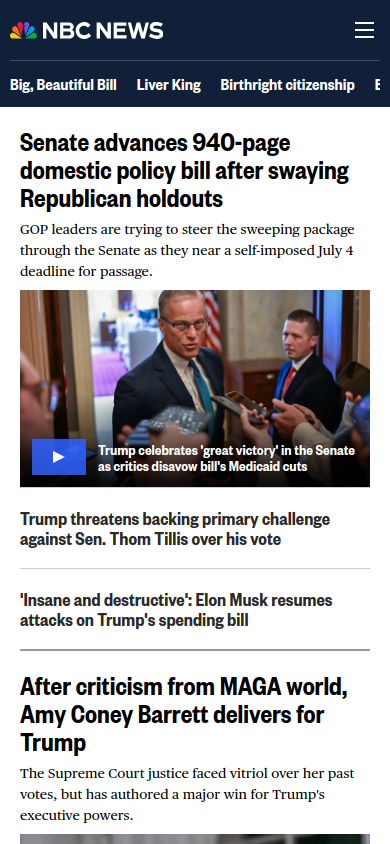 NBC NEWS
Big, Beautiful Bill Liver King Birthright citizenship
Senate advances 940-page
domestic policy bill after swaying
Republican holdouts
GOP leaders are trying to steer the sweeping package
through the Senate as they near a self-imposed July 4
deadline for passage.
Trump celebrates 'great victory' in the Senate
as critics disavow bill's Medicaid cuts
Trump threatens backing primary challenge
against Sen. Thom Tillis over his vote
'Insane and destructive': Elon Musk resumes
attacks on Trump's spending bill
After criticism from MAGA world,
Amy Coney Barrett delivers for
Trump
The Supreme Court justice faced vitriol over her past
votes, but has authored a major win for Trump's
executive powers.